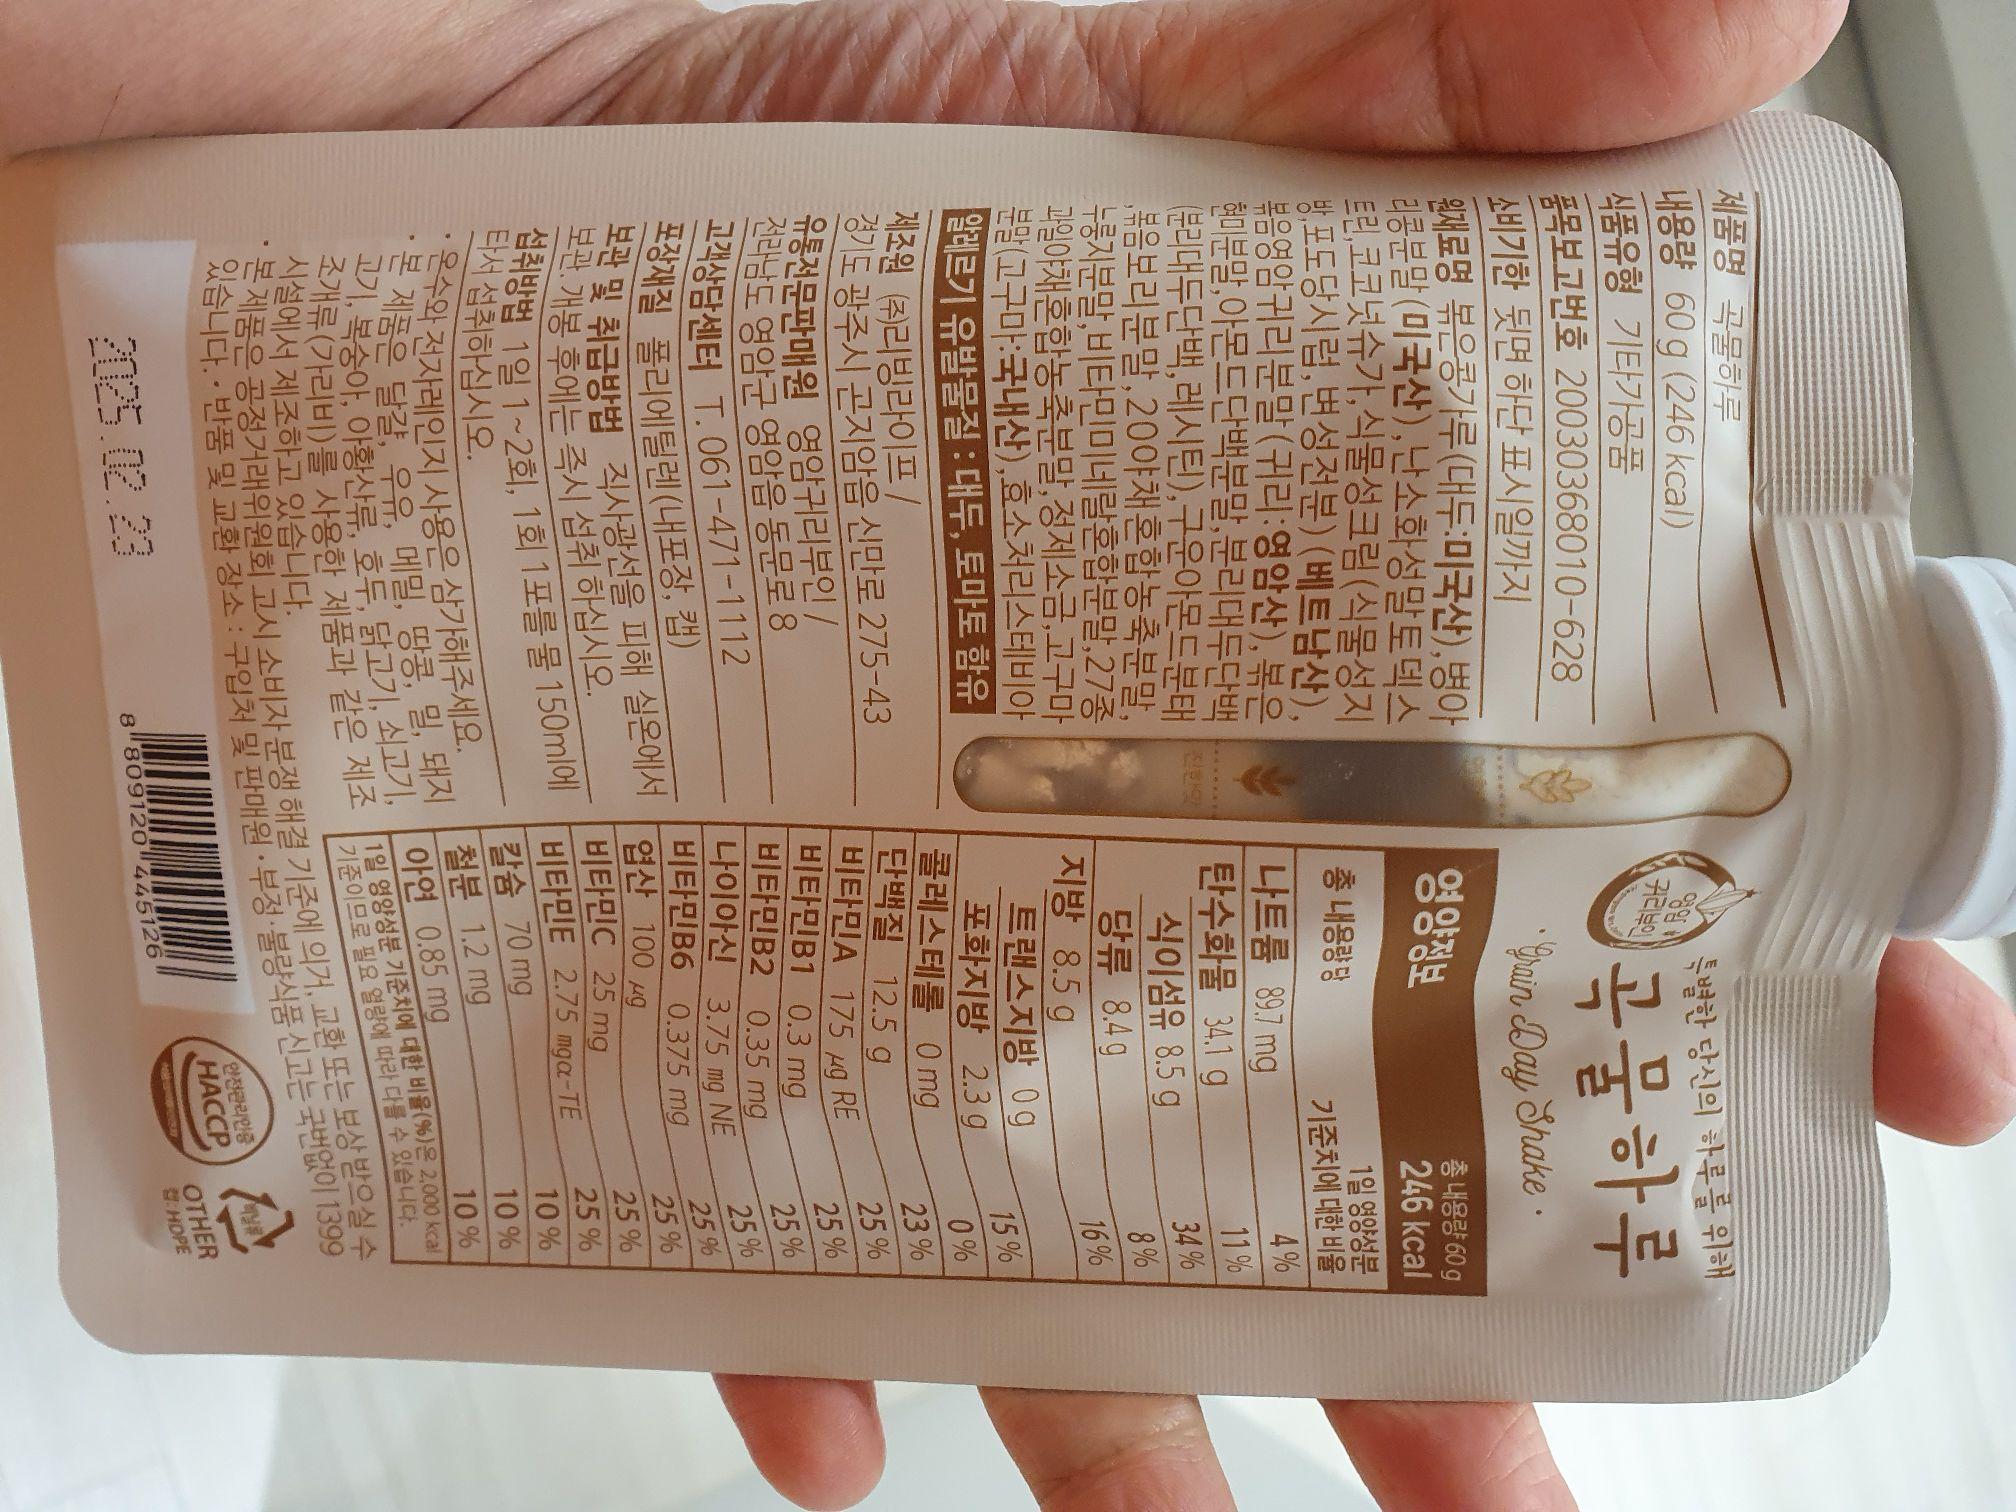 특별한 당신의 하루를 위해
영암
귀리부인
곡물하루
· Grain Day Shake ·
제품명 곡물하루
내용량 60 g (246 kcal)
식품유형 기타가공품
품목보고번호 20030368010-628
소비기한 뒷면 하단 표시일까지
원재료명 볶은콩가루(대두:미국산),병아
리콩분말(미국산),난소화성말토덱스
트린,코코넛슈가,식물성크림(식물성지
방,포도당시럽,변성전분)(베트남산),
볶음영암귀리분말(귀리:영암산),볶은
현미분말,아몬드단백분말,분리대두단백
(분리대두단백,레시틴),구운아몬드분태
,볶음보리분말,200야채혼합농축분말,
누룽지분말,비타민미네랄혼합분말,27종
과일야채혼합농축분말,정제소금,고구마
분말(고구마:국내산),효소처리스테비아
알레르기 유발물질 : 대두, 토마토 함유
제조원 (주)리빙라이프 /
경기도 광주시 곤지암읍 신만로 275-43
유통전문판매원 영암귀리부인 /
전라남도 영암군 영암읍 동문로 8
고객상담센터 T. 061-471-1112
포장재질 폴리에틸렌(내포장, 캡)
보관 및 취급방법 직사광선을 피해 실온에서
보관. 개봉 후에는 즉시 섭취 하십시오.
섭취방법 1일 1~2회, 1회 1포를 물 150ml에
타서 섭취하십시오.
· 온수와 전자레인지 사용은 삼가해주세요.
· 본 제품은 달걀, 우유, 메밀, 땅콩, 밀, 돼지
고기, 복숭아, 아황산류, 호두, 닭고기, 쇠고기,
조개류(가리비)를 사용한 제품과 같은 제조
시설에서 제조하고 있습니다.
· 본 제품은 공정거래위원회 고시 소비자 분쟁 해결 기준에 의거, 교환 또는 보상 받으실 수
있습니다. · 반품 및 교환 장소 : 구입처 및 판매원 · 부정·불량식품 신고는 국번없이 1399
영양정보
총 내용량 60 g
246 kcal
총 내용량당
1일 영양성분
기준치에 대한 비율
나트륨 89.7 mg 4 %
탄수화물 34.1 g 11 %
식이섬유 8.5 g 34%
당류 8.4 g 8%
지방 8.5 g 16%
트랜스지방 0 g
포화지방 2.3 g 15%
콜레스테롤 0 mg 0%
단백질 12.5 g 23%
비타민A 175 µg RE 25%
비타민B1 0.3 mg 25%
비타민B2 0.35 mg 25%
나이아신 3.75 mg NE 25%
비타민B6 0.375 mg 25%
엽산 100 µg 25%
비타민C 25 mg 25%
비타민E 2.75 mgα-TE 10 %
칼슘 70 mg 10 %
철분 1.2 mg 10 %
아연 0.85 mg 10 %
1일 영양성분 기준치에 대한 비율(%)은 2,000 kcal
기준이므로 필요 열량에 따라 다를 수 있습니다.
2025.02.23
8 809120 445126
안전관리인증
HACCP
비닐류
OTHER
캡:HDPE